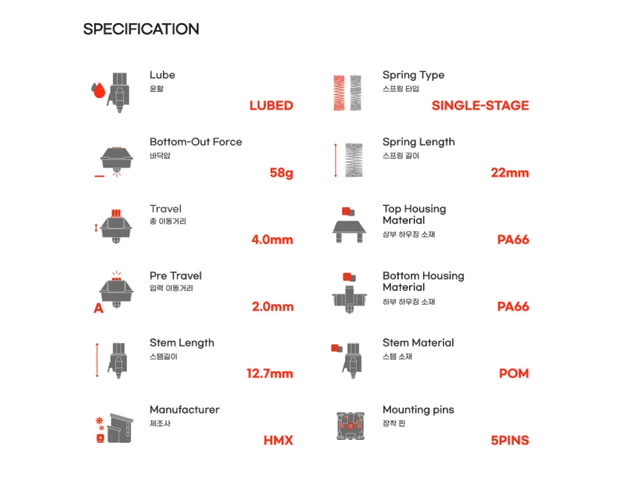 SPECIFICATION
Lube
윤활
LUBED
Spring Type
스프링 타입
SINGLE-STAGE
Bottom-Out Force
바닥압
58g
Spring Length
스프링 길이
22mm
Travel
총 이동거리
4.0mm
Top Housing
Material
상부 하우징 소재
PA66
Pre Travel
입력 이동거리
A
2.0mm
Bottom Housing
Material
하부 하우징 소재
PA66
Stem Length
스템길이
12.7mm
Stem Material
스템 소재
POM
Manufacturer
제조사
HMX
Mounting pins
장착 핀
5PINS